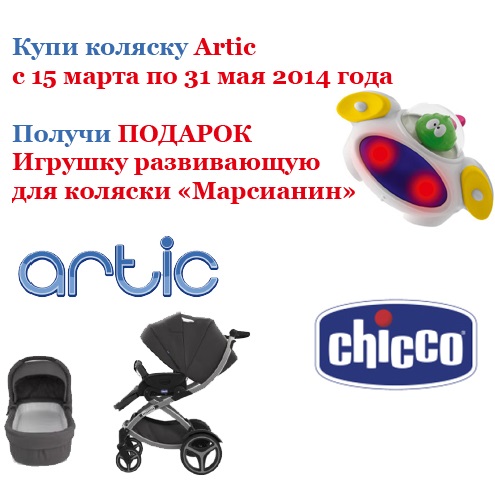 Купи коляску Artic
с 15 марта по 31 мая 2014 года
Получи ПОДАРОК
Игрушку развивающую
для коляски «Марсианин»
artic
chicco